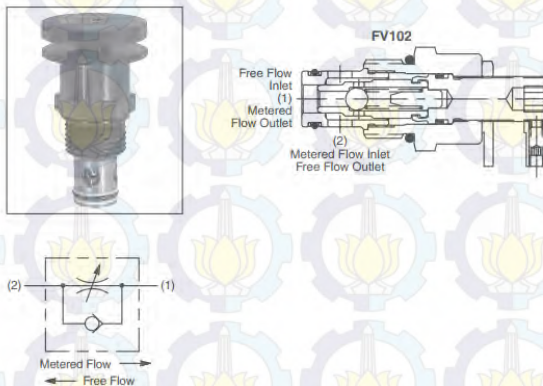 FV102
Free Flow
Inlet
(1)
Metered
Flow Outlet
(2)
Metered Flow Inlet
Free Flow Outlet
(2)
(1)
Metered Flow
Free Flow